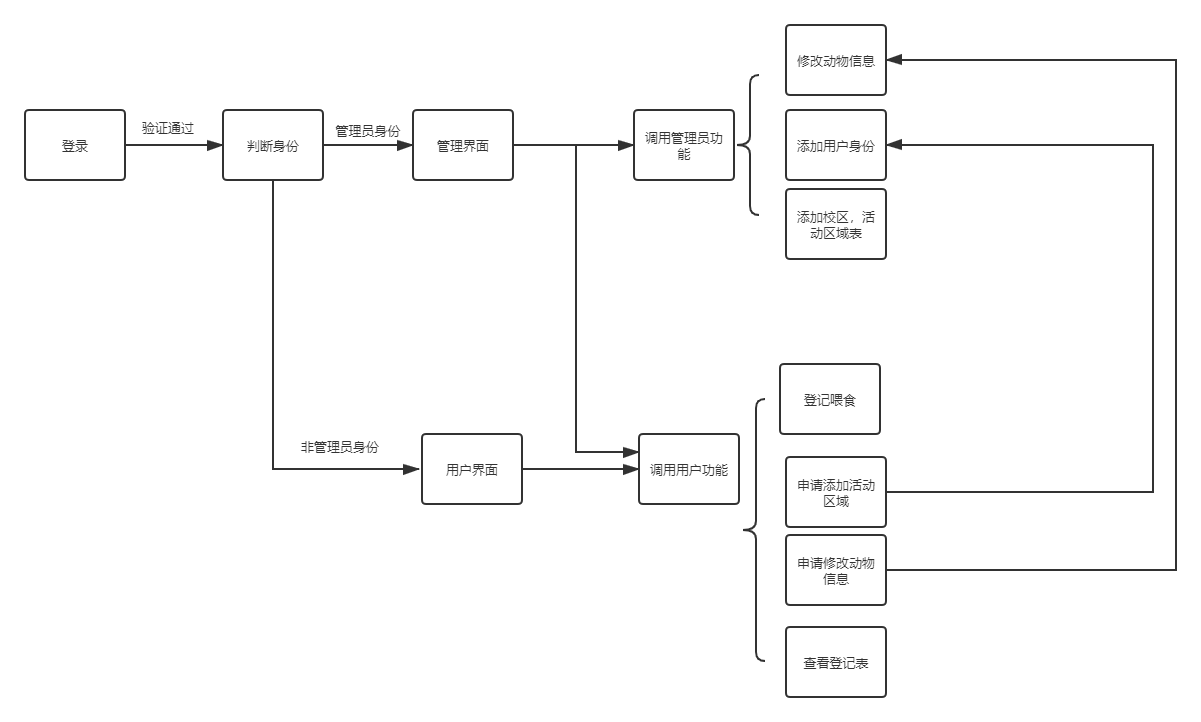 修改动物信息
验证通过
管理员身份
登录
判断身份
管理界面
调用管理员功
能
添加用户身份
添加校区，活
动区域表
登记喂食
非管理员身份
用户界面
调用用户功能
申请添加活动
区域
申请修改动物
信息
查看登记表